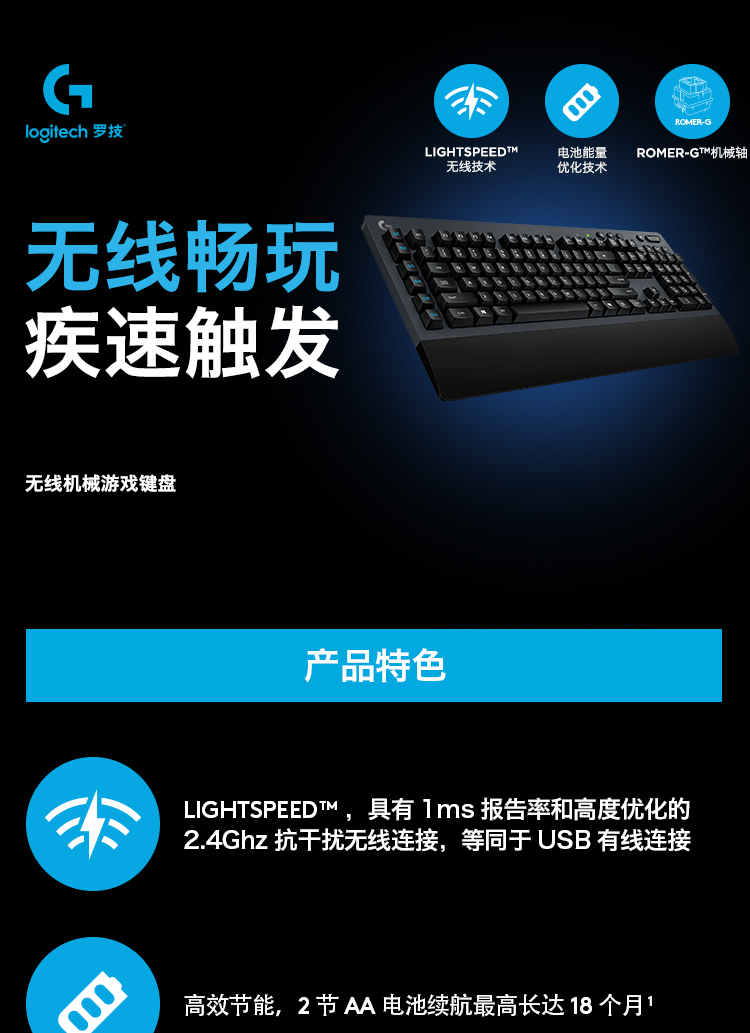 logitech 罗技
LIGHTSPEED™
无线技术
电池能量
优化技术
ROMER-G
ROMER-G™机械轴
无线畅玩
疾速触发
无线机械游戏键盘
产品特色
LIGHTSPEED™ ，具有 1ms 报告率和高度优化的
2.4Ghz 抗干扰无线连接，等同于 USB 有线连接
高效节能，2 节 AA 电池续航最高长达 18 个月¹